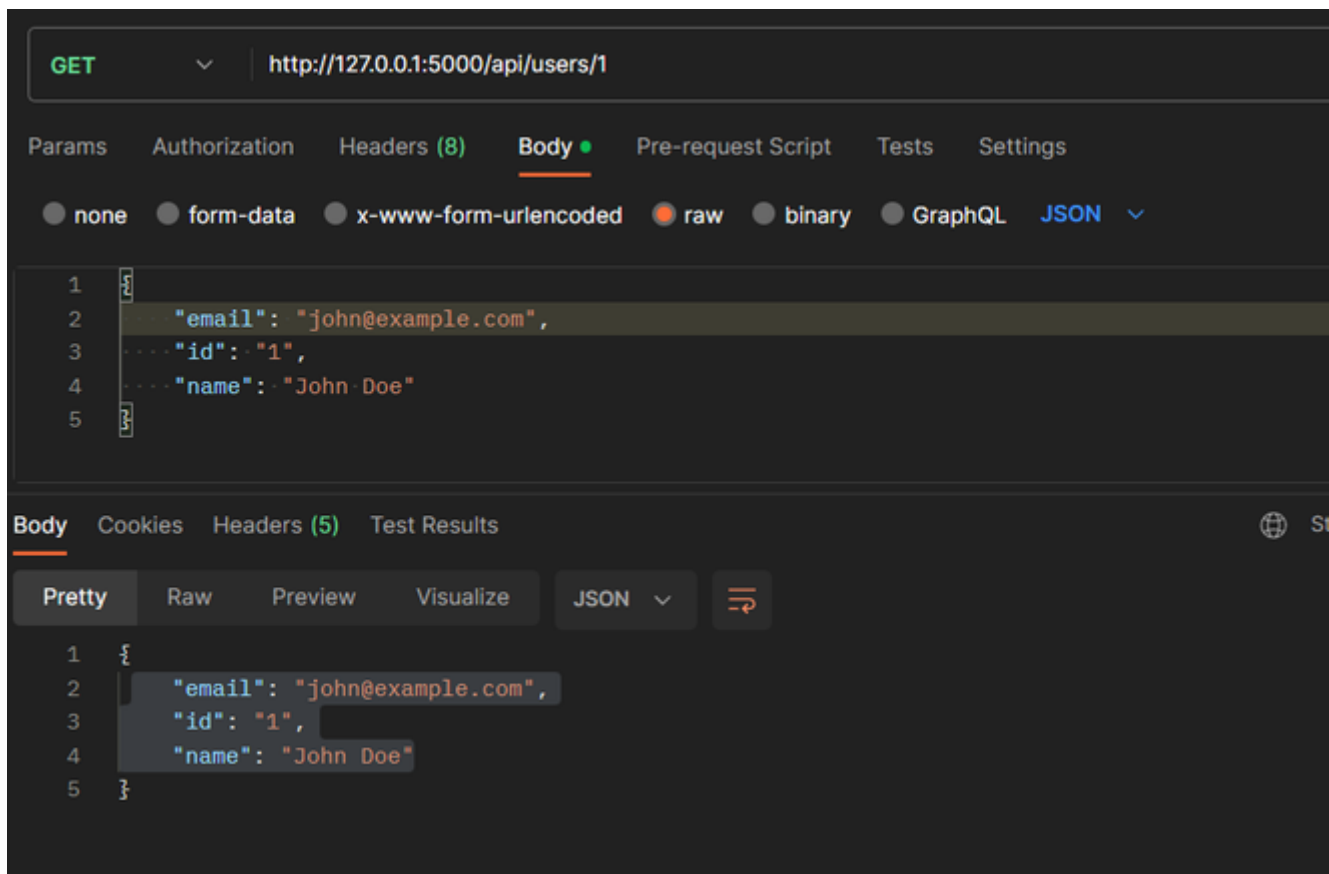 GET http://127.0.0.1:5000/api/users/1
Params Authorization Headers (8) Body Pre-request Script Tests Settings
none form-data x-www-form-urlencoded raw binary GraphQL JSON
1 {
2 "email": "john@example.com",
3 "id": "1",
4 "name": "John Doe"
5 }
Body Cookies Headers (5) Test Results St
Pretty Raw Preview Visualize JSON
1 {
2 "email": "john@example.com",
3 "id": "1",
4 "name": "John Doe"
5 }